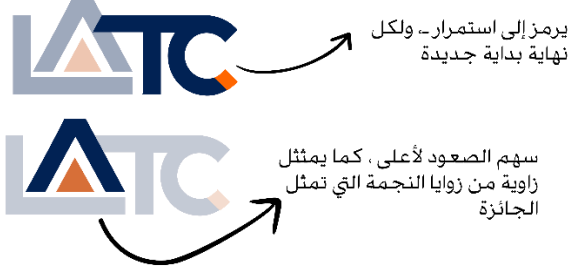 LATC
يرمز إلى استمرار ـ، ولكل
نهاية بداية جديدة
LATC
سهم الصعود لأعلى ، كما يمثثل
زاوية من زوايا النجمة التي تمثل
الجائزة